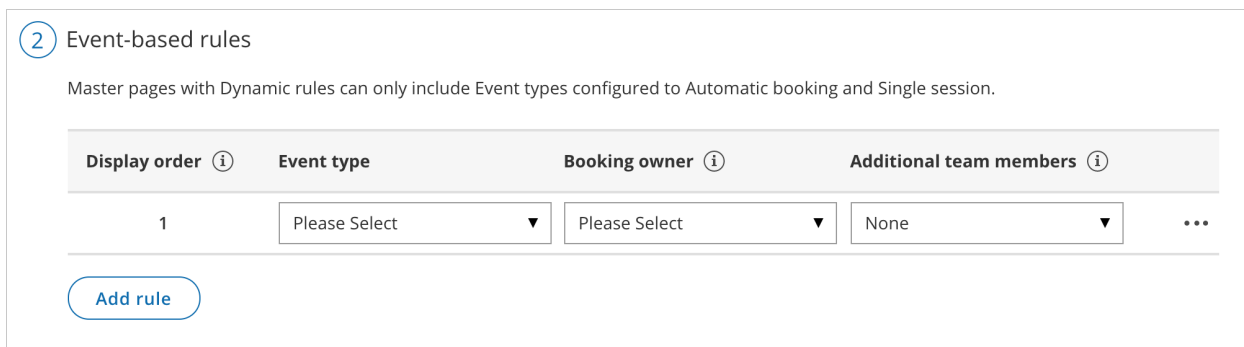 2 Event-based rules
Master pages with Dynamic rules can only include Event types configured to Automatic booking and Single session.
Display order i Event type Booking owner i Additional team members i
1 Please Select Please Select None
Add rule